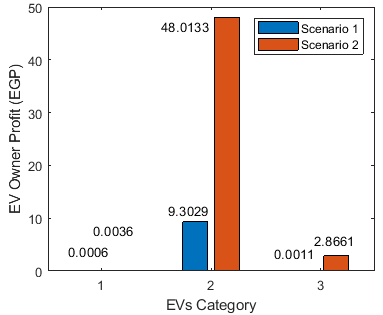 50
48.0133
Scenario 1
Scenario 2
40
30
EV Owner Profit (EGP)
20
10
9.3029
0.0036
0.0006
2.8661
0.0011
0
1 2 3
EVs Category